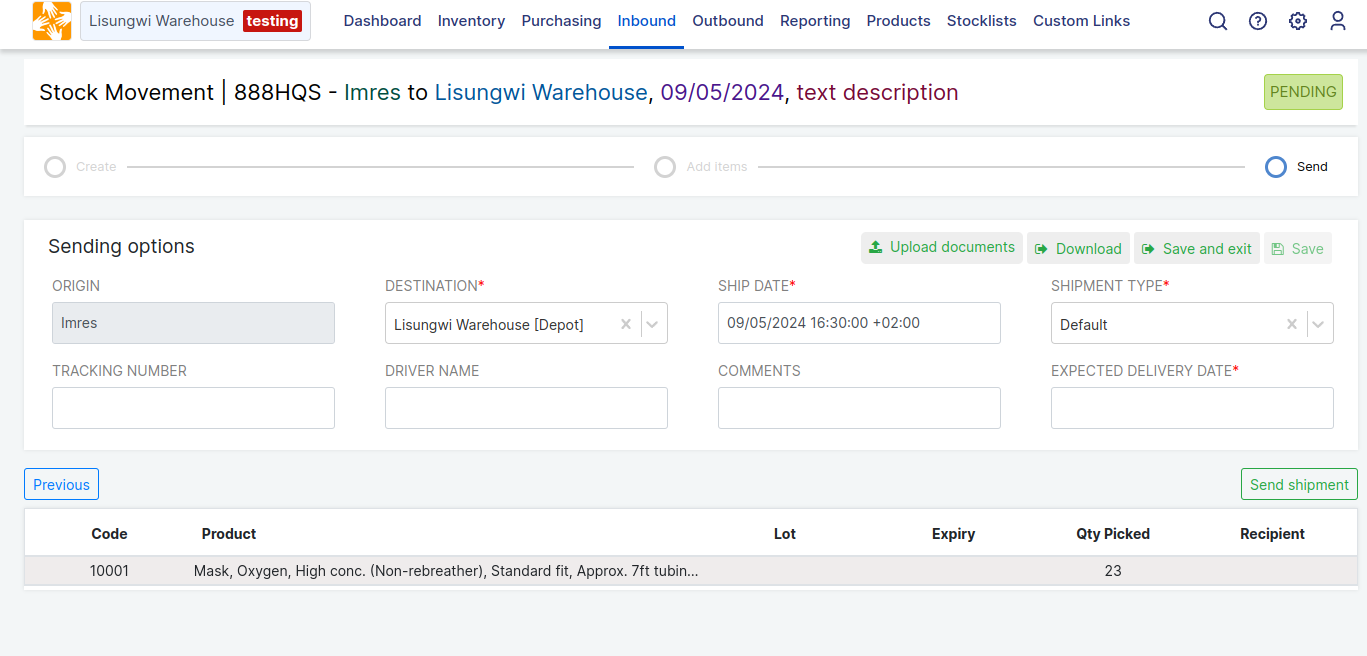 Lisungwi Warehouse testing Dashboard Inventory Purchasing Inbound Outbound Reporting Products Stocklists Custom Links
Stock Movement | 888HQS - Imres to Lisungwi Warehouse, 09/05/2024, text description PENDING
Create Add items Send
Sending options Upload documents Download Save and exit Save
ORIGIN DESTINATION* SHIP DATE* SHIPMENT TYPE*
Imres Lisungwi Warehouse [Depot] 09/05/2024 16:30:00 +02:00 Default
TRACKING NUMBER DRIVER NAME COMMENTS EXPECTED DELIVERY DATE*
Previous Send shipment
Code Product Lot Expiry Qty Picked Recipient
10001 Mask, Oxygen, High conc. (Non-rebreather), Standard fit, Approx. 7ft tubin... 23